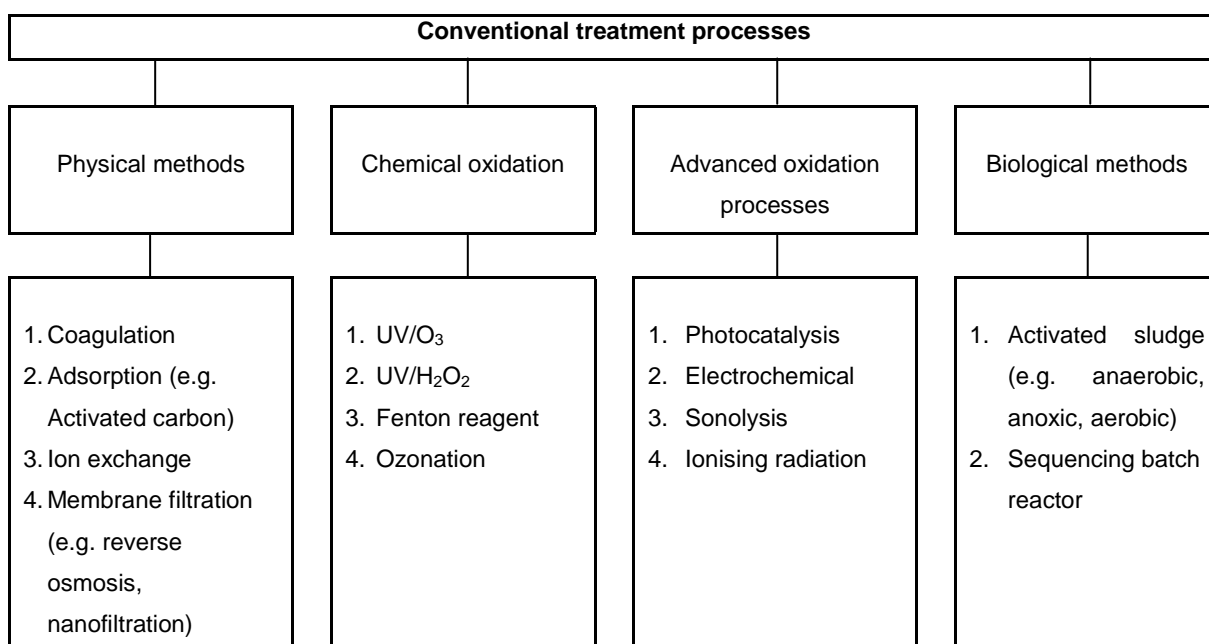 Conventional treatment processes
Physical methods
Chemical oxidation
Advanced oxidation
processes
Biological methods
1. Coagulation
2. Adsorption (e.g.
Activated carbon)
3. Ion exchange
4. Membrane filtration
(e.g. reverse
osmosis,
nanofiltration)
1. UV/O₃
2. UV/H₂O₂
3. Fenton reagent
4. Ozonation
1. Photocatalysis
2. Electrochemical
3. Sonolysis
4. Ionising radiation
1. Activated sludge
(e.g. anaerobic,
anoxic, aerobic)
2. Sequencing batch
reactor